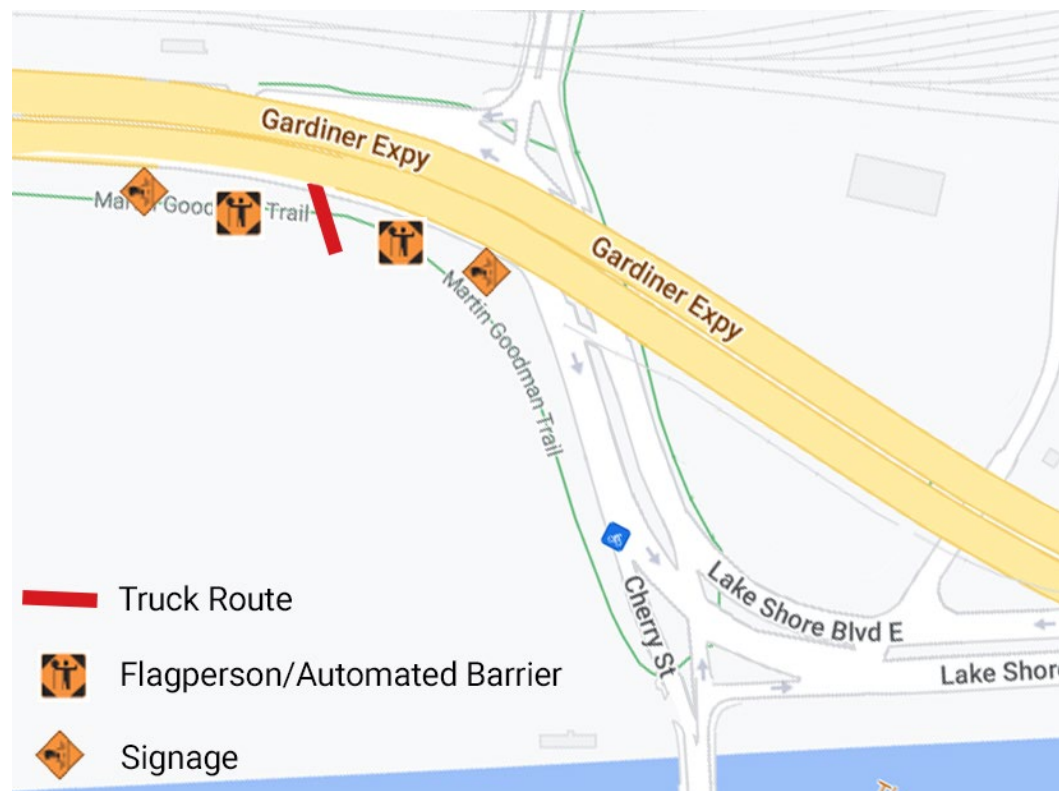 Gardiner Expy
Trail
Gardiner Expy
Martin-Goodman-Trail
Truck Route
Cherry St
Lake Shore Blvd E
Flagperson/Automated Barrier
Lake Shore
Signage